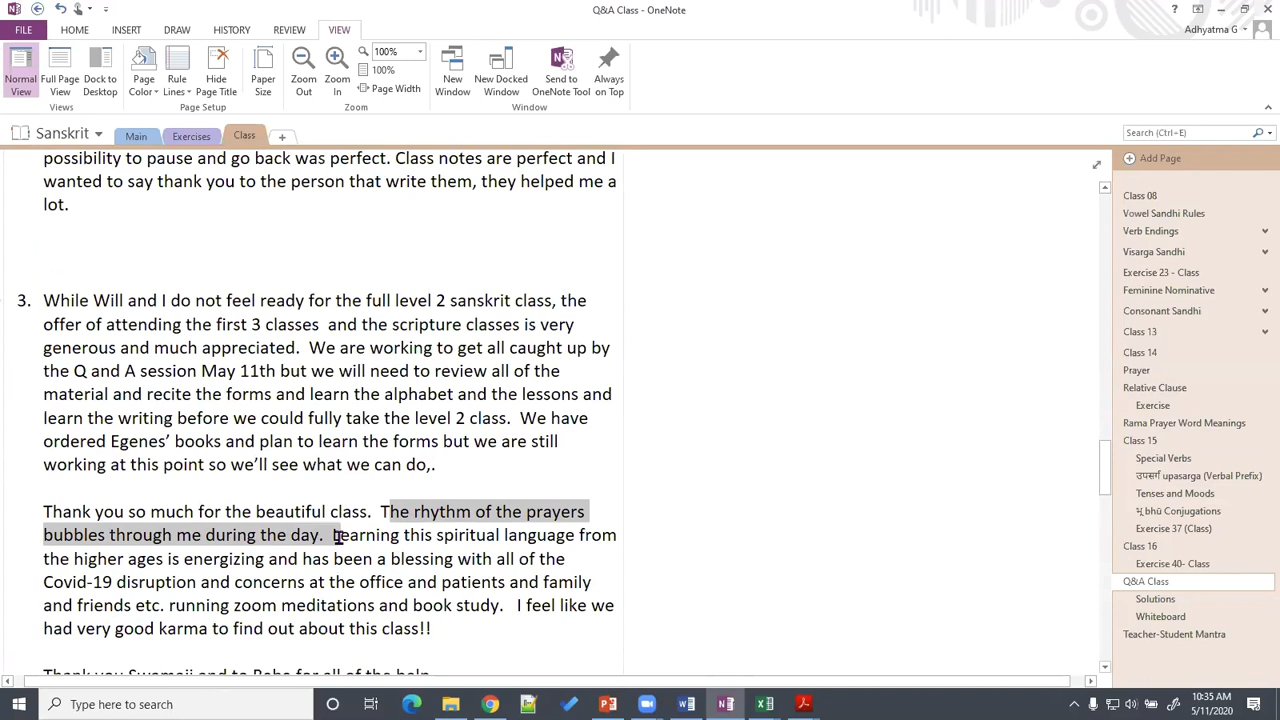 Q&A Class - OneNote
FILE HOME INSERT DRAW HISTORY REVIEW VIEW
Adhyatma G
Normal View
Full Page View
Dock to Desktop
Page Color
Rule Lines
Hide Page Title
Paper Size
Zoom Out
Zoom In
100%
100%
Page Width
New Window
New Docked Window
Send to OneNote Tool
Always on Top
Views Page Setup Zoom Window
Sanskrit Main Exercises Class
Search (Ctrl+E)
possibility to pause and go back was perfect. Class notes are perfect and I
wanted to say thank you to the person that write them, they helped me a
lot.
3. While Will and I do not feel ready for the full level 2 sanskrit class, the
offer of attending the first 3 classes and the scripture classes is very
generous and much appreciated. We are working to get all caught up by
the Q and A session May 11th but we will need to review all of the
material and recite the forms and learn the alphabet and the lessons and
learn the writing before we could fully take the level 2 class. We have
ordered Egenes’ books and plan to learn the forms but we are still
working at this point so we’ll see what we can do,.
Thank you so much for the beautiful class. The rhythm of the prayers
bubbles through me during the day. Learning this spiritual language from
the higher ages is energizing and has been a blessing with all of the
Covid-19 disruption and concerns at the office and patients and family
and friends etc. running zoom meditations and book study. I feel like we
had very good karma to find out about this class!!
Thank you Swamaji and to Baba for all of the help
Add Page
Class 08
Vowel Sandhi Rules
Verb Endings
Visarga Sandhi
Exercise 23 - Class
Feminine Nominative
Consonant Sandhi
Class 13
Class 14
Prayer
Relative Clause
Exercise
Rama Prayer Word Meanings
Class 15
Special Verbs
उपसर्ग upasarga (Verbal Prefix)
Tenses and Moods
भू bhū Conjugations
Exercise 37 (Class)
Class 16
Exercise 40- Class
Q&A Class
Solutions
Whiteboard
Teacher-Student Mantra
Type here to search
10:35 AM
5/11/2020